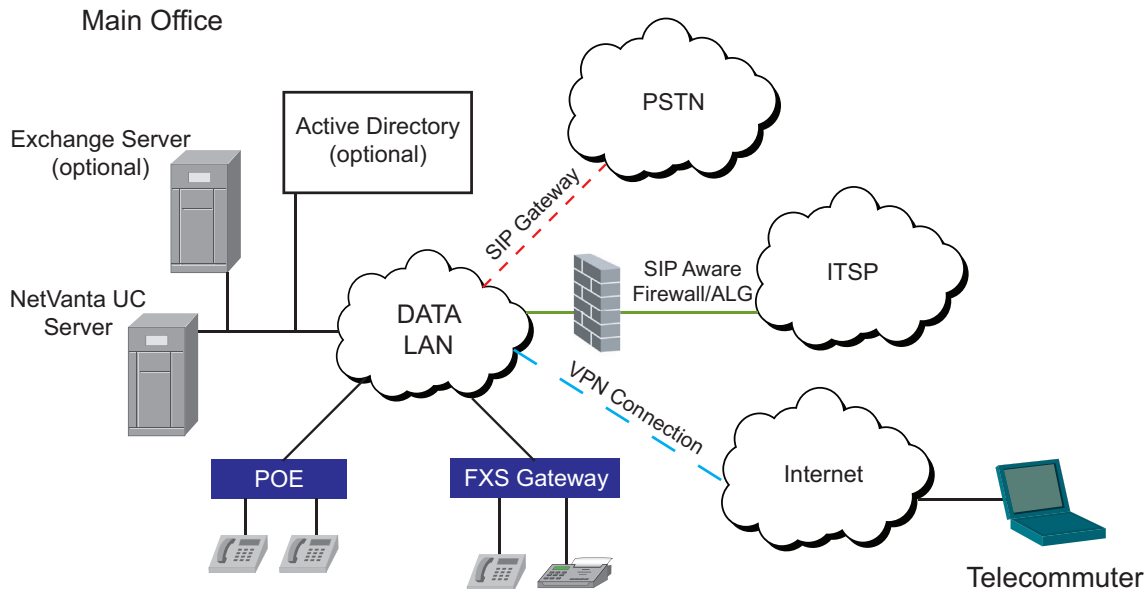 Main Office
PSTN
Active Directory
(optional)
Exchange Server
(optional)
SIP Gateway
ITSP
SIP Aware
Firewall/ALG
NetVanta UC
Server
DATA
LAN
VPN Connection
POE
FXS Gateway
Internet
Telecommuter